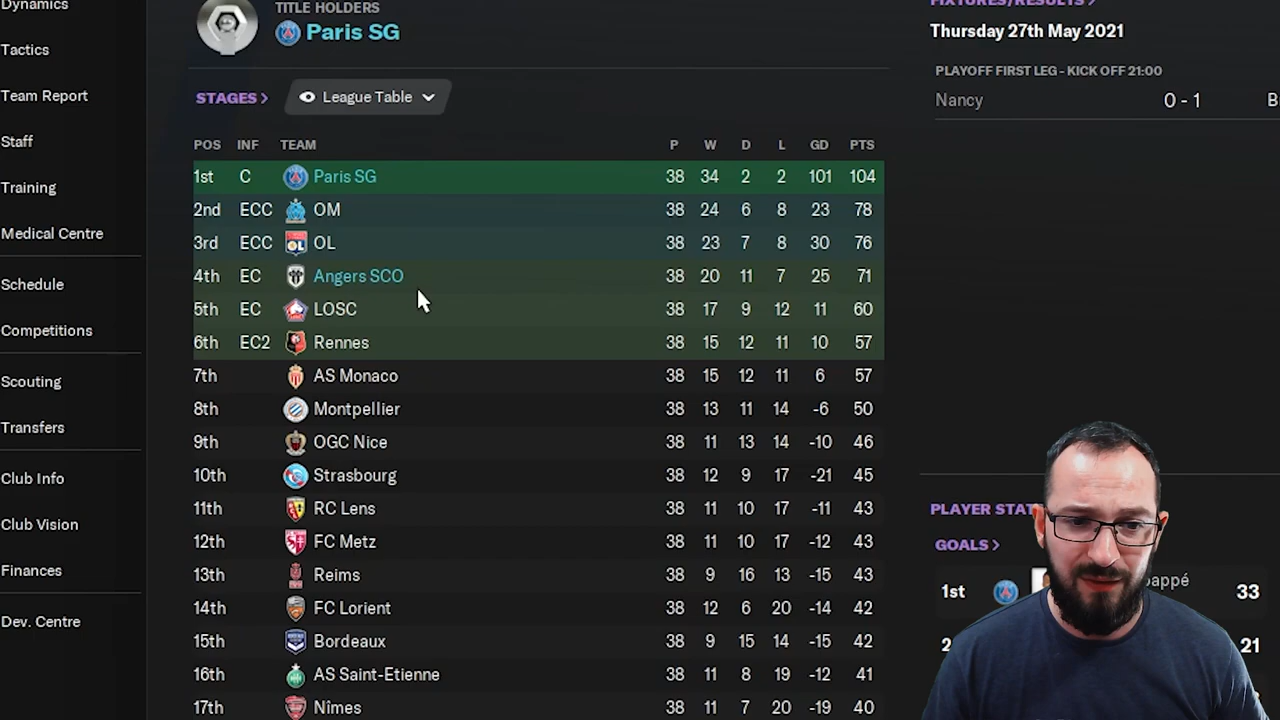 Dynamics
Tactics
Team Report
Staff
Training
Medical Centre
Schedule
Competitions
Scouting
Transfers
Club Info
Club Vision
Finances
Dev. Centre
TITLE HOLDERS
Paris SG
STAGES > League Table
POS INF TEAM P W D L GD PTS
1st C Paris SG 38 34 2 2 101 104
2nd ECC OM 38 24 6 8 23 78
3rd ECC OL 38 23 7 8 30 76
4th EC Angers SCO 38 20 11 7 25 71
5th EC LOSC 38 17 9 12 11 60
6th EC2 Rennes 38 15 12 11 10 57
7th AS Monaco 38 15 12 11 6 57
8th Montpellier 38 13 11 14 -6 50
9th OGC Nice 38 11 13 14 -10 46
10th Strasbourg 38 12 9 17 -21 45
11th RC Lens 38 11 10 17 -11 43
12th FC Metz 38 11 10 17 -12 43
13th Reims 38 9 16 13 -15 43
14th FC Lorient 38 12 6 20 -14 42
15th Bordeaux 38 9 15 14 -15 42
16th AS Saint-Etienne 38 11 8 19 -12 41
17th Nîmes 38 11 7 20 -19 40
FIXTURES/RESULTS >
Thursday 27th May 2021
PLAYOFF FIRST LEG - KICK OFF 21:00
Nancy 0 - 1 B
PLAYER STAT
GOALS >
1st appé 33
2 21